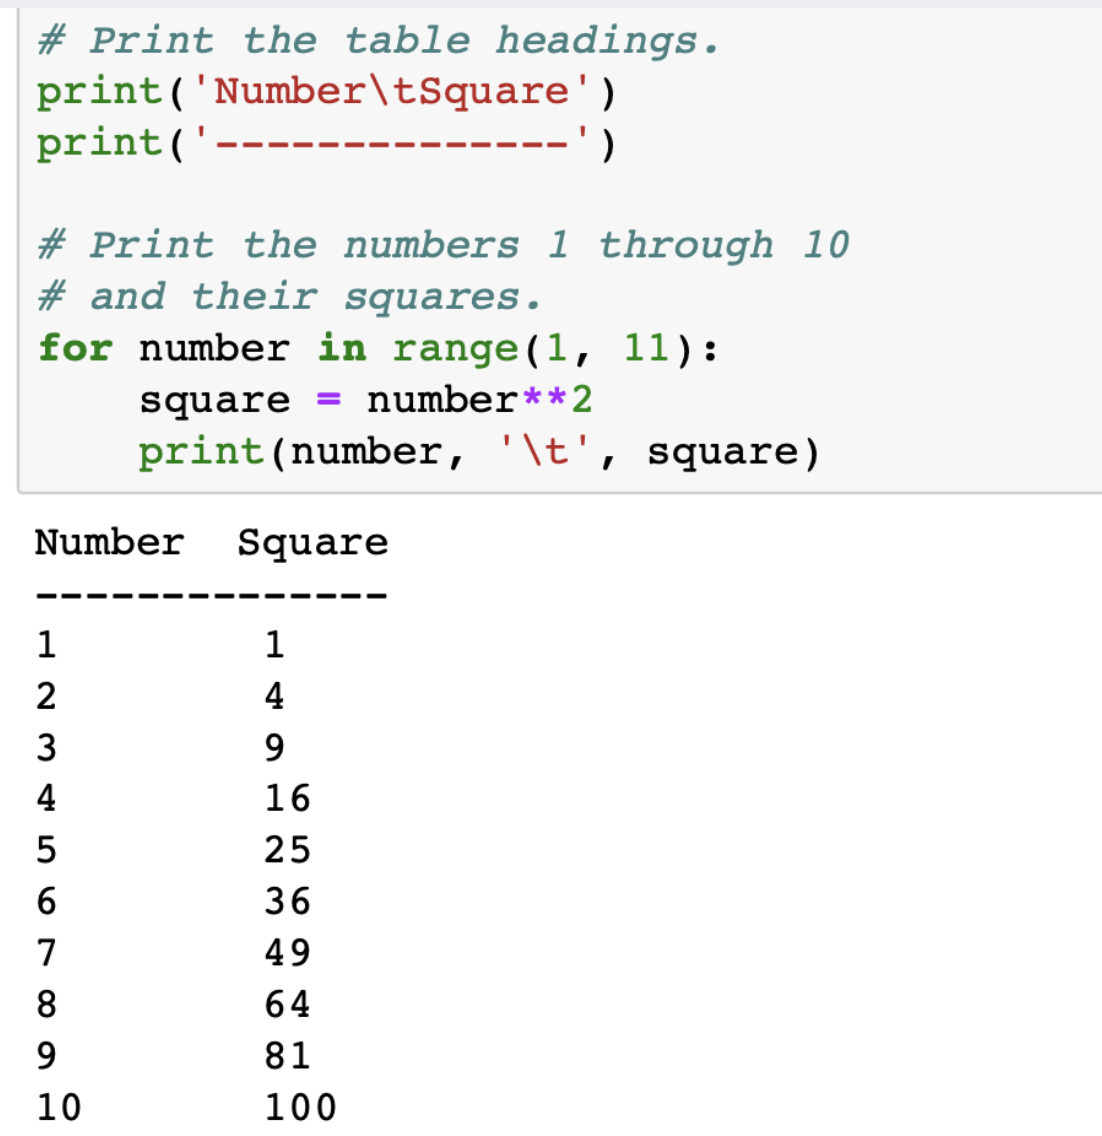 # Print the table headings.
print('Number\tSquare')
print('--------------')
# Print the numbers 1 through 10
# and their squares.
for number in range(1, 11):
    square = number**2
    print(number, '\t', square)
Number  Square
--------------
1        1
2        4
3        9
4        16
5        25
6        36
7        49
8        64
9        81
10       100